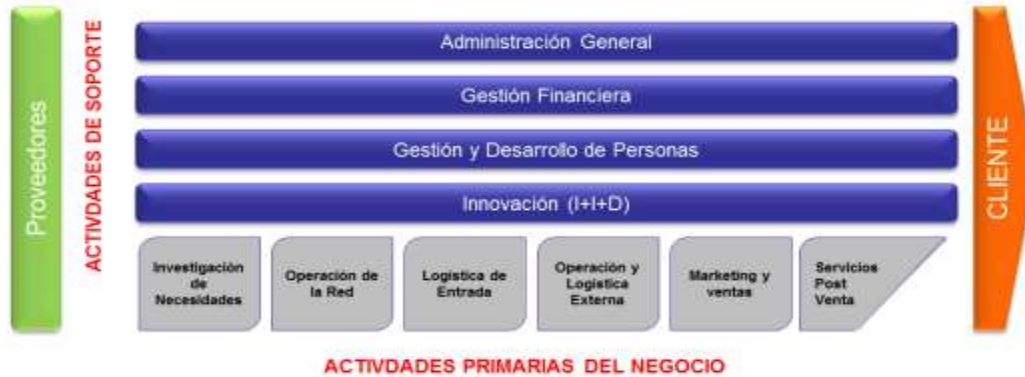 Proveedores
ACTIVDADES DE SOPORTE
Administración General
Gestión Financiera
Gestión y Desarrollo de Personas
Innovación (I+I+D)
Investigación
de
Necesidades
Operación de
la Red
Logística de
Entrada
Operación y
Logística
Externa
Marketing y
ventas
Servicios
Post
Venta
CLIENTE
ACTIVDADES PRIMARIAS DEL NEGOCIO